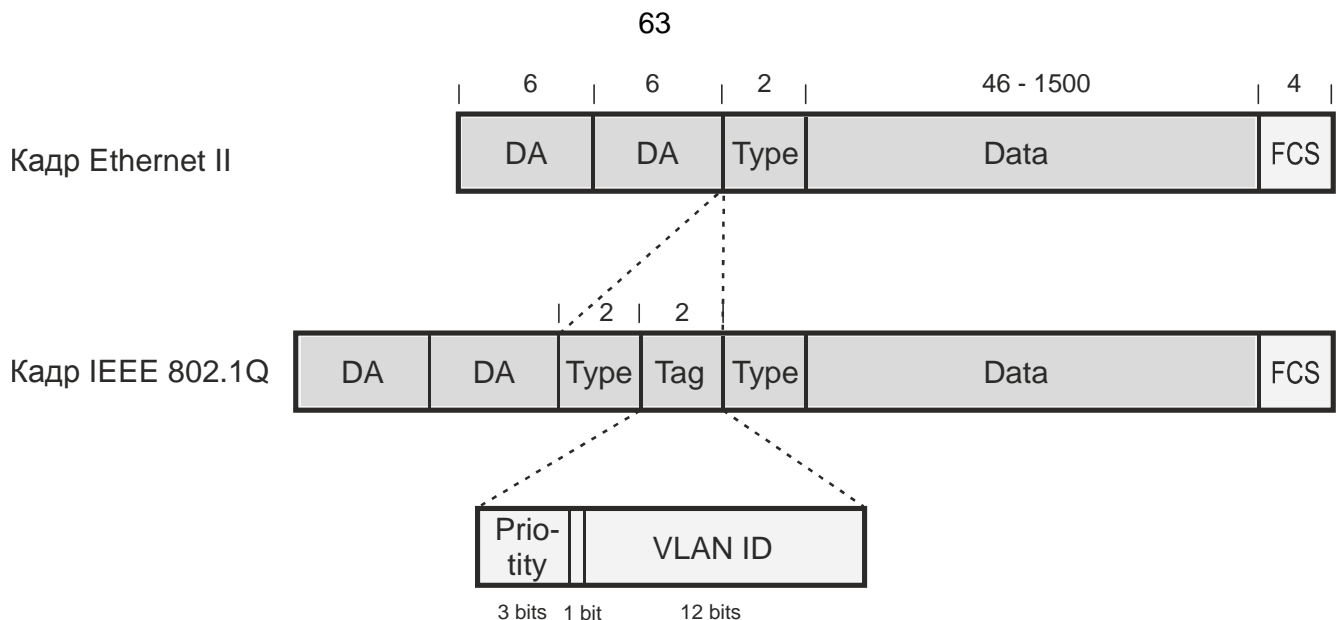 63
6 6 2 46 - 1500 4
Кадр Ethernet II DA DA Type Data FCS
2 2
Кадр IEEE 802.1Q DA DA Type Tag Type Data FCS
Prio-
tity VLAN ID
3 bits 1 bit 12 bits